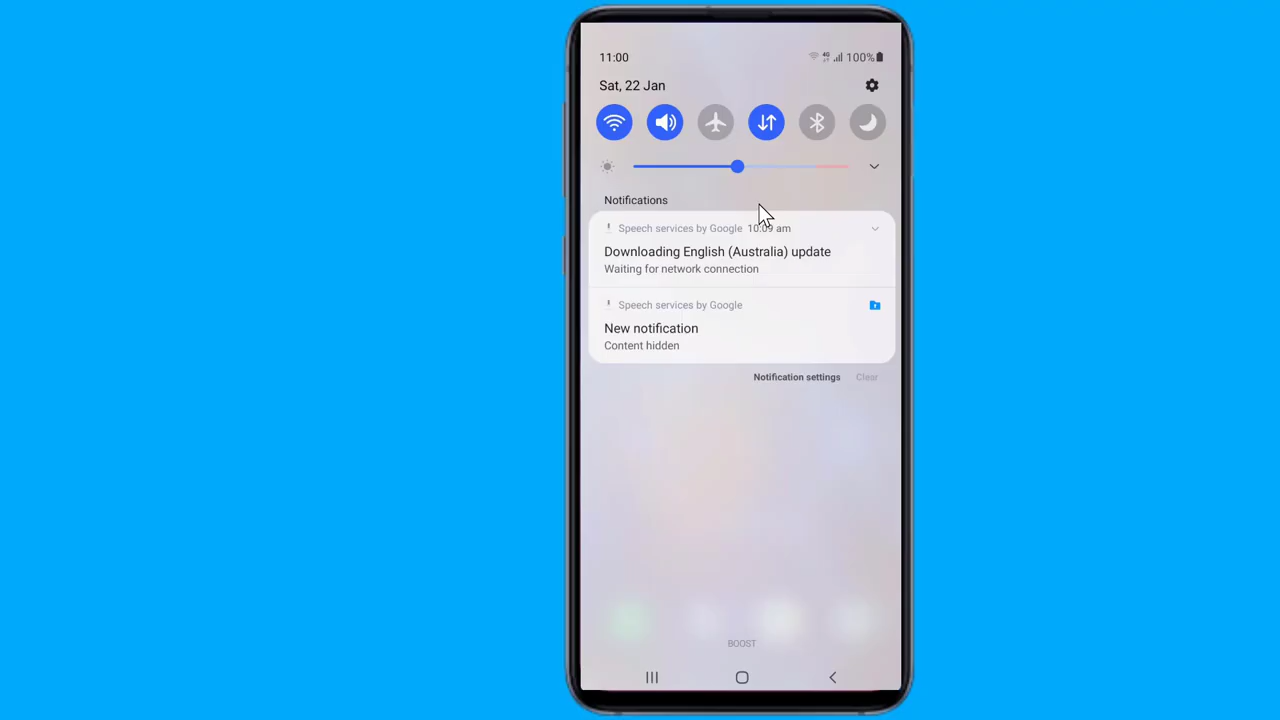 11:00
4G
100%
Sat, 22 Jan
Notifications
Speech services by Google 10:09 am
Downloading English (Australia) update
Waiting for network connection
Speech services by Google
New notification
Content hidden
Notification settings
Clear
BOOST